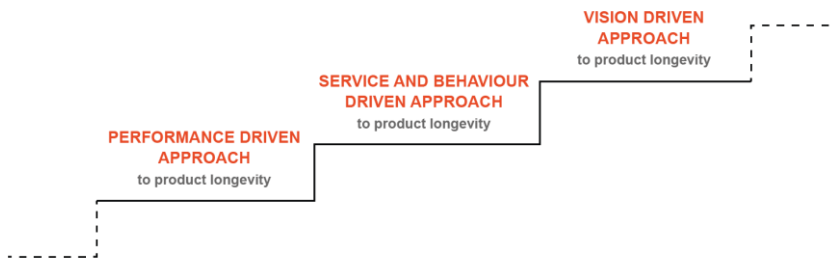 VISION DRIVEN
APPROACH
to product longevity
SERVICE AND BEHAVIOUR
DRIVEN APPROACH
to product longevity
PERFORMANCE DRIVEN
APPROACH
to product longevity